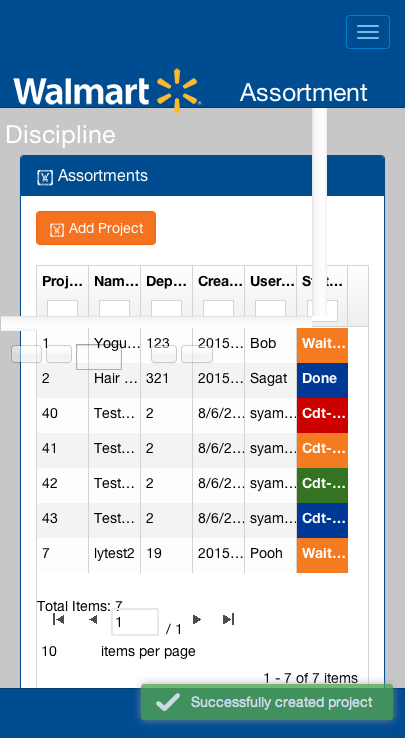 Walmart
Assortment
Discipline
Assortments
Add Project
Proj... Nam... Dep... Crea... User... St...
1 Yogu... 123 2015... Bob Wait...
2 Hair ... 321 2015... Sagat Done
40 Test... 2 8/6/2... syam... Cdt-...
41 Test... 2 8/6/2... syam... Cdt-...
42 Test... 2 8/6/2... syam... Cdt-...
43 Test... 2 8/6/2... syam... Cdt-...
7 lytest2 19 2015... Pooh Wait...
Total Items: 7
1 / 1
10 items per page
1 - 7 of 7 items
Successfully created project